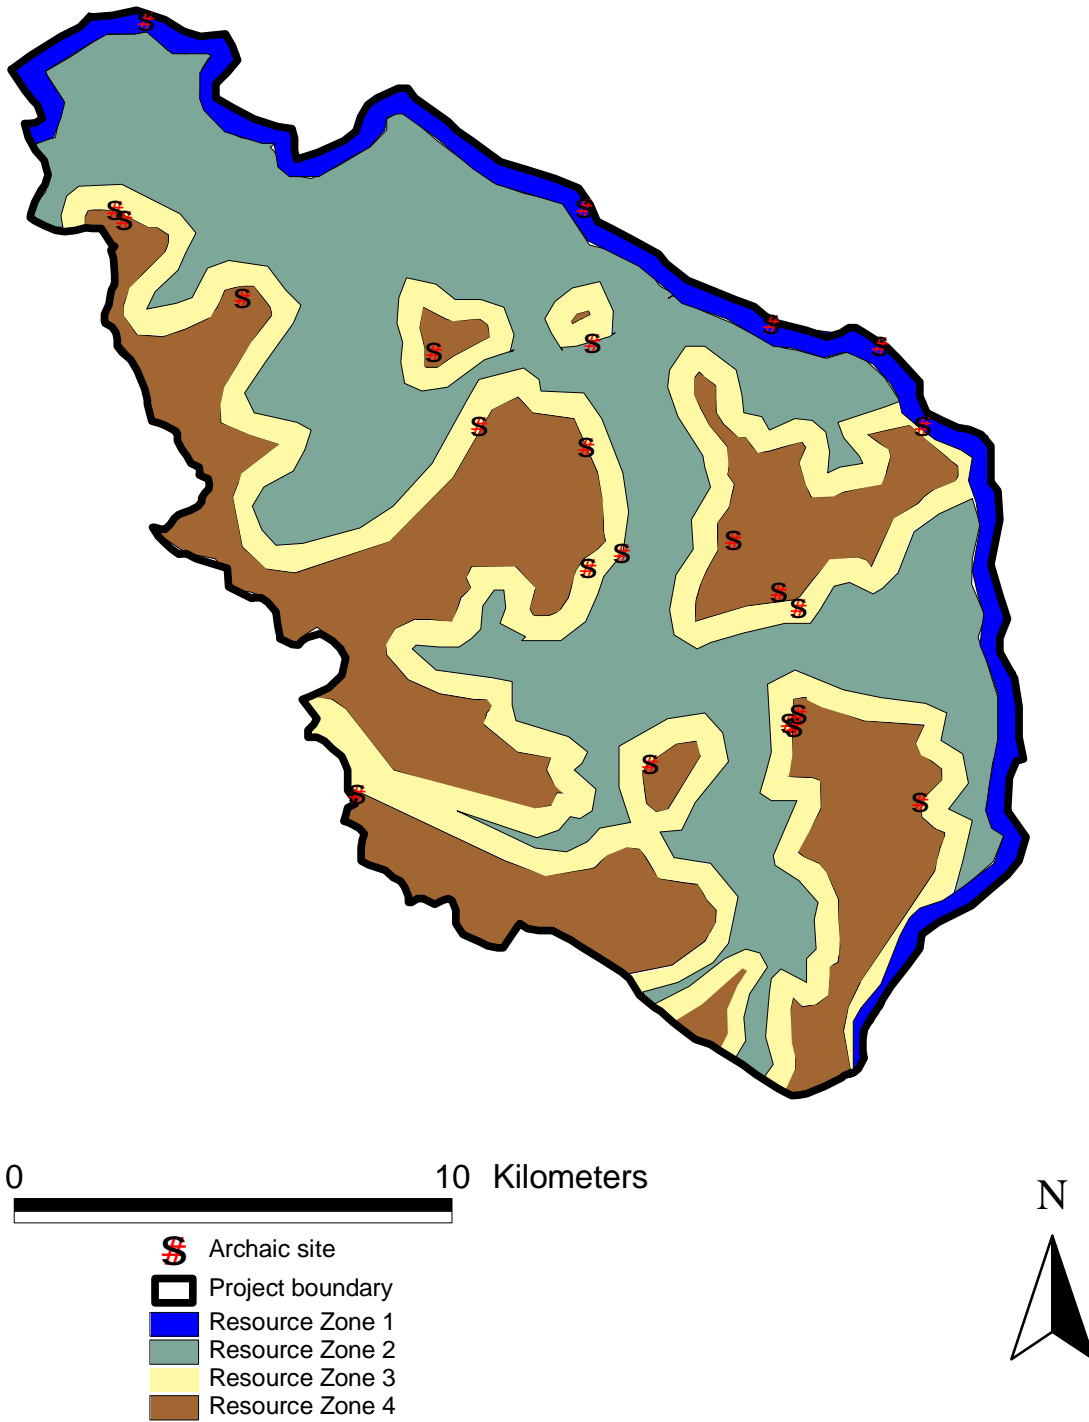 0 10 Kilometers
N
Archaic site
Project boundary
Resource Zone 1
Resource Zone 2
Resource Zone 3
Resource Zone 4